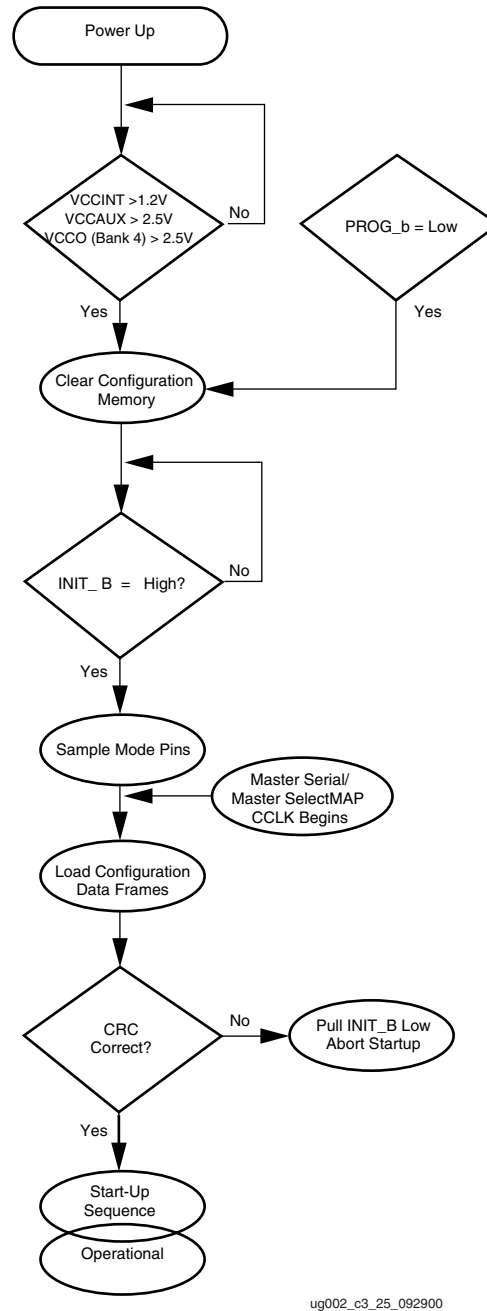 Power Up
VCCINT >1.2V
VCCAUX > 2.5V
VCCO (Bank 4) > 2.5V
No
PROG_b = Low
Yes
Yes
Clear Configuration
Memory
INIT_ B = High?
No
Yes
Sample Mode Pins
Master Serial/
Master SelectMAP
CCLK Begins
Load Configuration
Data Frames
CRC
Correct?
No
Pull INIT_B Low
Abort Startup
Yes
Start-Up
Sequence
Operational
ug002_c3_25_092900